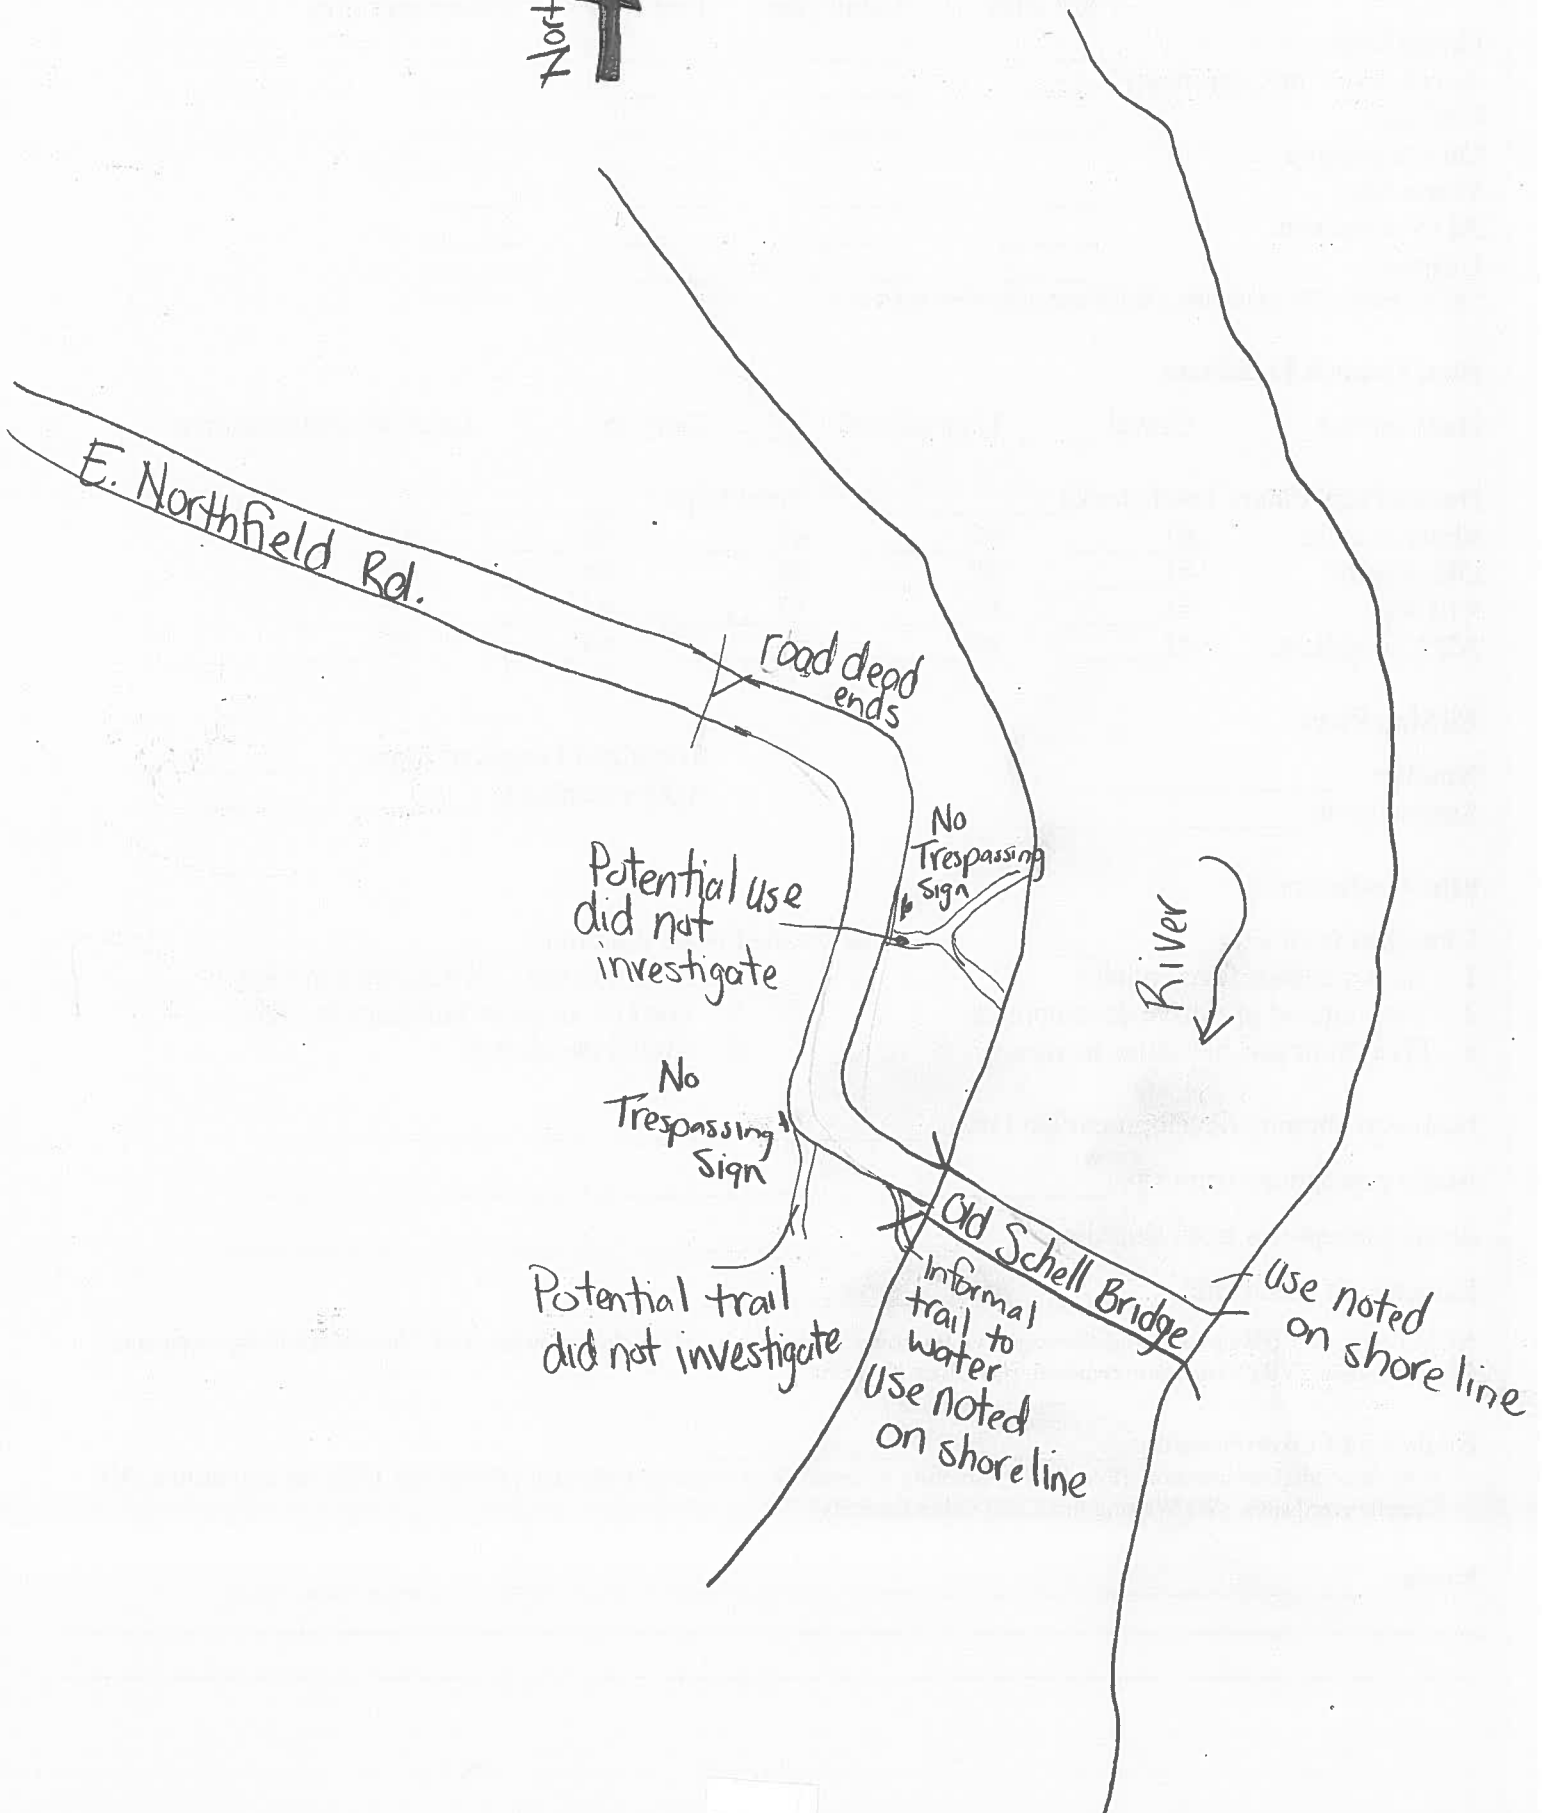 Nort
E. Northfield Rd.
road dead
ends
No
Trespassing
Sign
Potential use
did not
investigate
River
No
Trespassing
Sign
Old Schell Bridge
Use noted
on shore line
Informal
trail to
water
Use noted
on shoreline
Potential trail
did not investigate